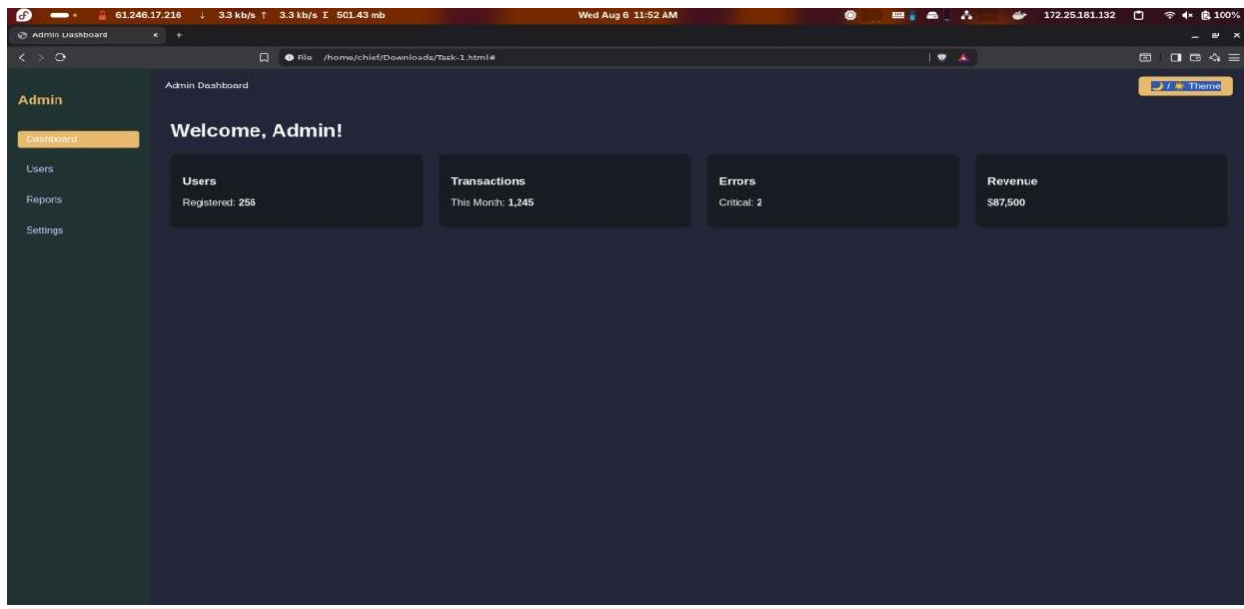 61.246.17.216 ↓ 3.3 kb/s ↑ 3.3 kb/s Σ 501.43 mb Wed Aug 6 11:52 AM 172.25.181.132 100%
Admin Dashboard × +
File /home/chief/Downloads/Task-1.html#
Admin Dashboard 🌙 / ☀ Theme
Admin
Dashboard
Users
Reports
Settings
Welcome, Admin!
Users
Registered: 256
Transactions
This Month: 1,245
Errors
Critical: 2
Revenue
$87,500